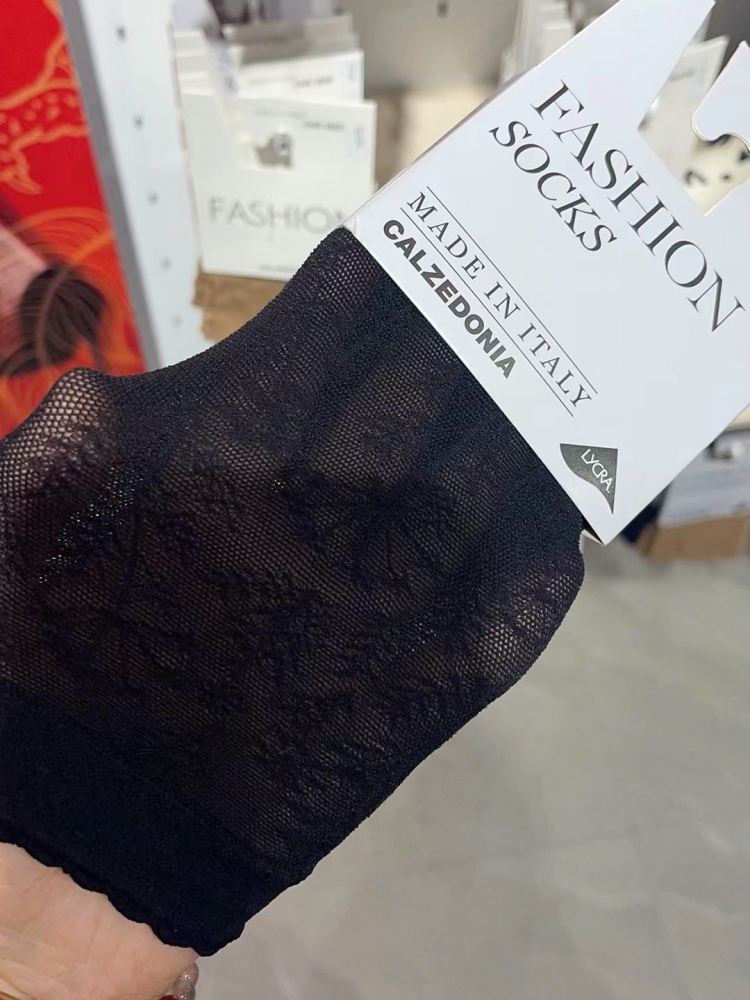 FASHION
SOCKS
MADE IN ITALY
CALZEDONIA
LYCRA
FASHION